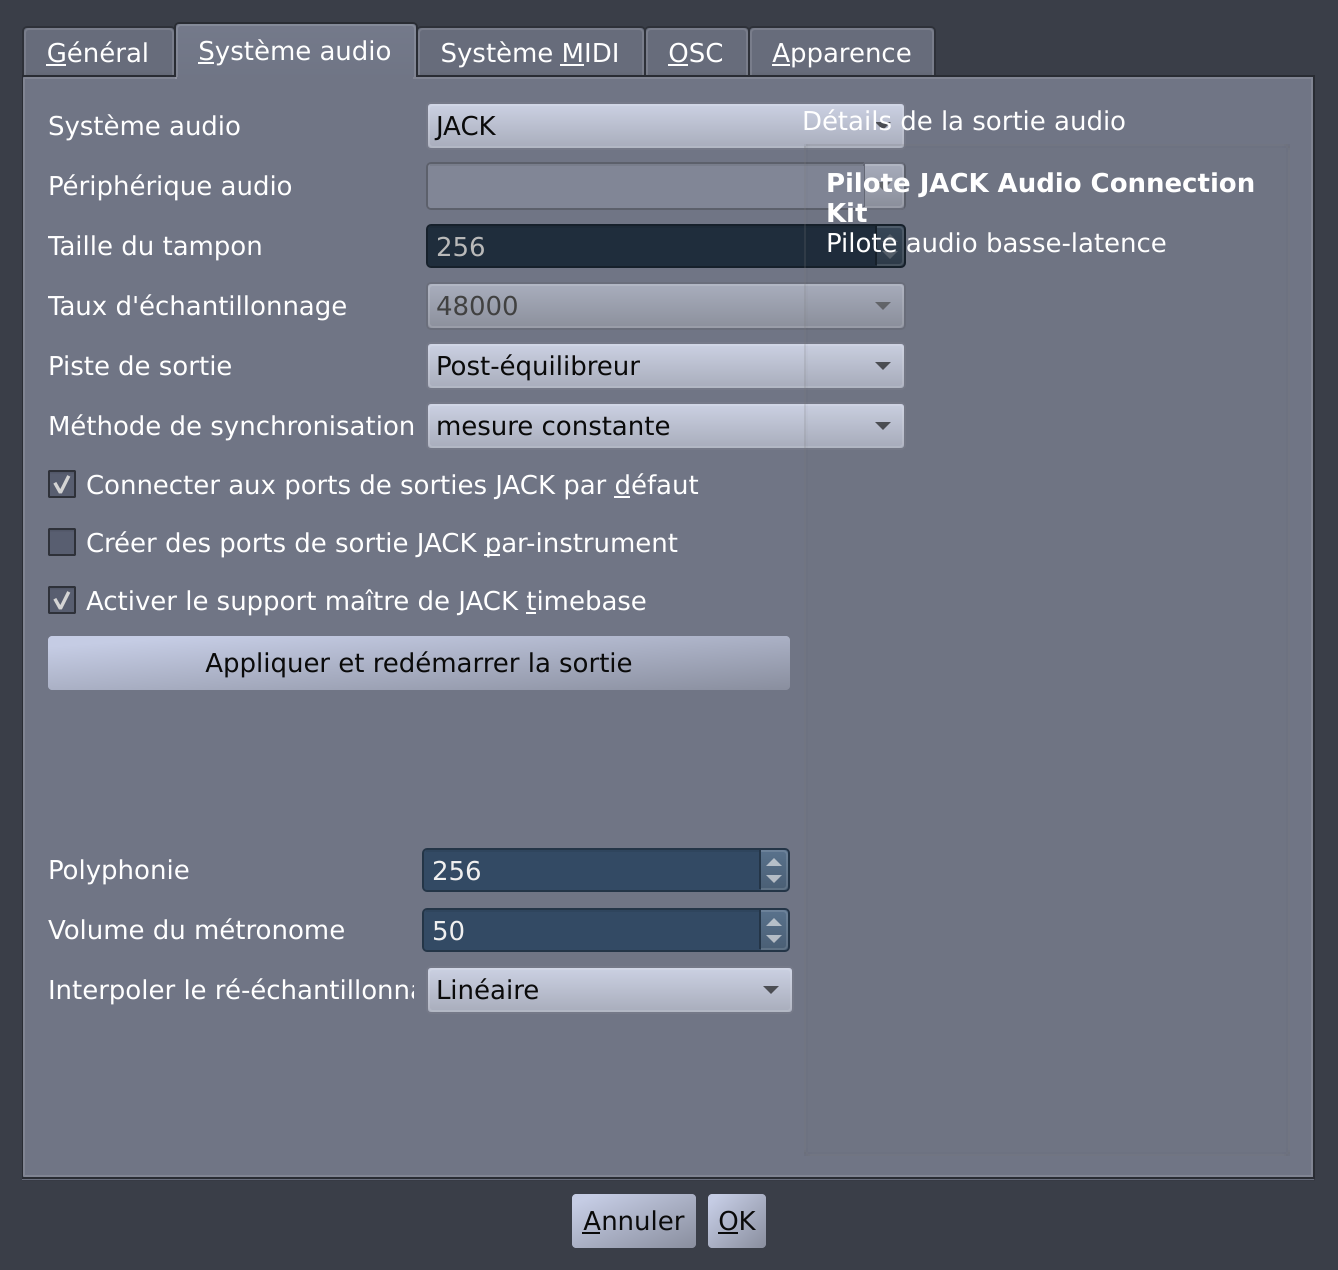 Général Système audio Système MIDI OSC Apparence
Système audio JACK
Périphérique audio
Taille du tampon 256
Taux d'échantillonnage 48000
Piste de sortie Post-équilibreur
Méthode de synchronisation mesure constante
Connecter aux ports de sorties JACK par défaut
Créer des ports de sortie JACK par-instrument
Activer le support maître de JACK timebase
Appliquer et redémarrer la sortie
Polyphonie 256
Volume du métronome 50
Interpoler le ré-échantillonna Linéaire
Détails de la sortie audio
Pilote JACK Audio Connection
Kit
Pilote audio basse-latence
Annuler OK